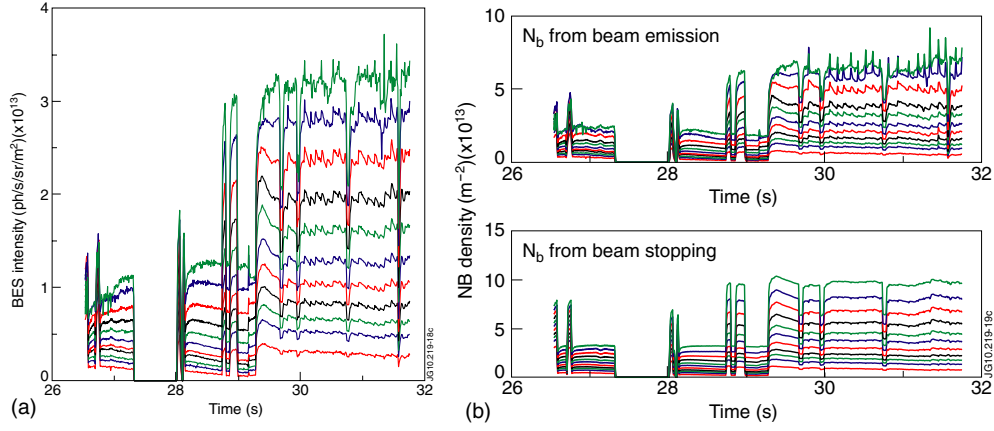 BES intensity (ph/s/sr/m²)(x10¹³)
4
3
2
1
0
26 28 30 32
Time (s)
JG10.219-18c
(a)
NB density (m⁻²)(x10¹³)
10
N_b from beam emission
5
0
26 28 30 32
Time (s)
15
N_b from beam stopping
10
5
0
26 28 30 32
Time (s)
JG10.219-19c
(b)